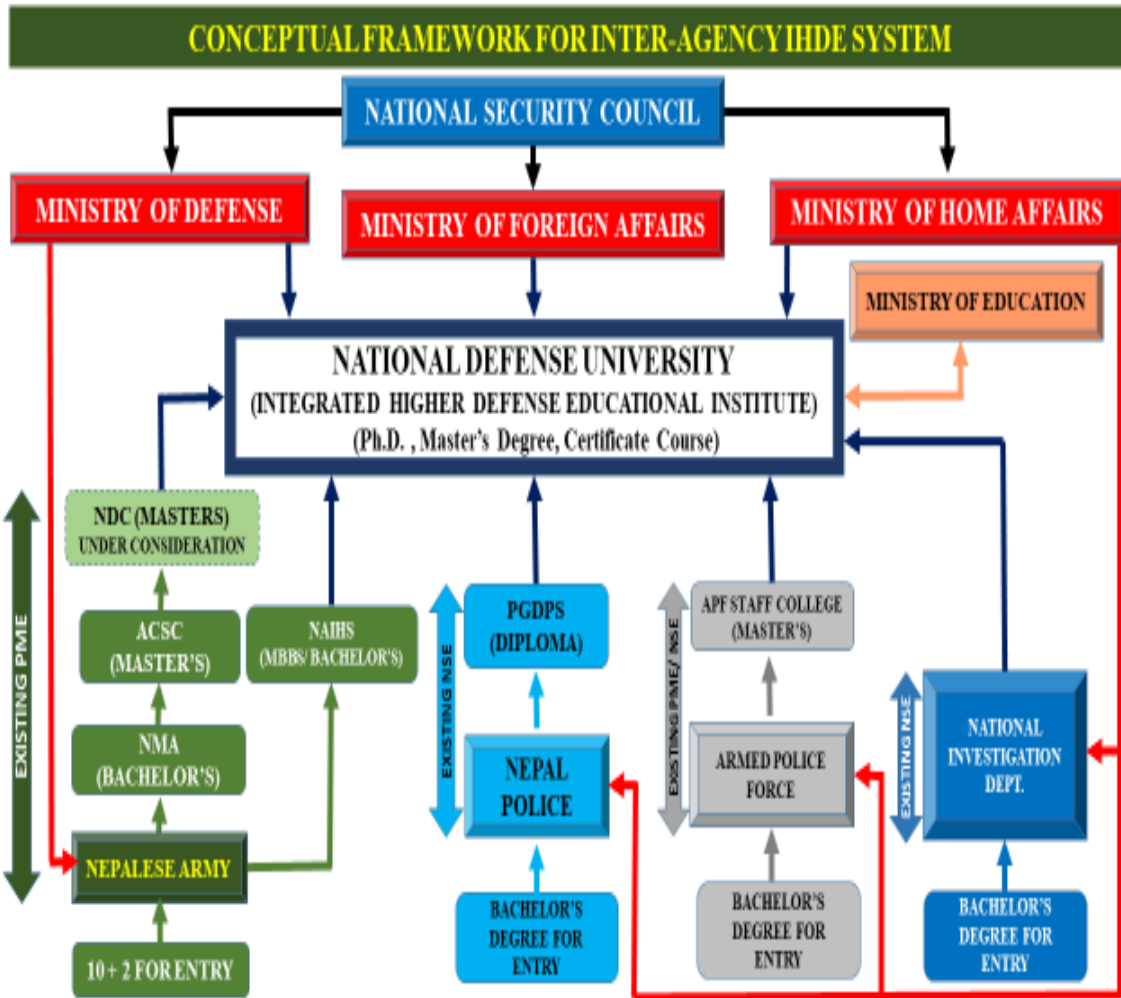 CONCEPTUAL FRAMEWORK FOR INTER-AGENCY IHDE SYSTEM
NATIONAL SECURITY COUNCIL
MINISTRY OF DEFENSE
MINISTRY OF FOREIGN AFFAIRS
MINISTRY OF HOME AFFAIRS
MINISTRY OF EDUCATION
NATIONAL DEFENSE UNIVERSITY
(INTEGRATED HIGHER DEFENSE EDUCATIONAL INSTITUTE)
(Ph.D. , Master's Degree, Certificate Course)
EXISTING PME
NDC (MASTERS)
UNDER CONSIDERATION
ACSC
(MASTER'S)
NMA
(BACHELOR'S)
NEPALESE ARMY
10 + 2 FOR ENTRY
NAIHS
(MBBS/ BACHELOR'S)
EXISTING NSE
PGDPS
(DIPLOMA)
NEPAL
POLICE
BACHELOR'S
DEGREE FOR
ENTRY
EXISTING PME/ NSE
APF STAFF COLLEGE
(MASTER'S)
ARMED POLICE
FORCE
BACHELOR'S
DEGREE FOR
ENTRY
EXISTING NSE
NATIONAL
INVESTIGATION
DEPT.
BACHELOR'S
DEGREE FOR
ENTRY